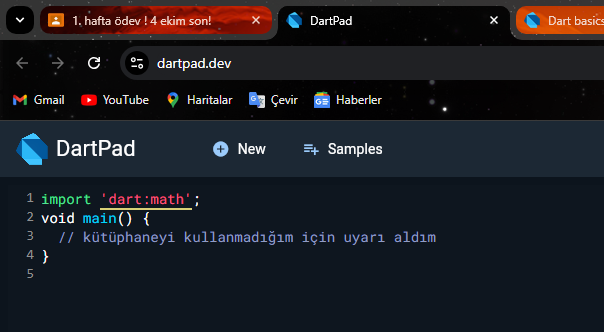 1. hafta ödev ! 4 ekim son!
DartPad
Dart basics
dartpad.dev
Gmail
YouTube
Haritalar
Çevir
Haberler
DartPad
New
Samples
1 import 'dart:math';
2 void main() {
3 // kütüphaneyi kullanmadığım için uyarı aldım
4 }
5